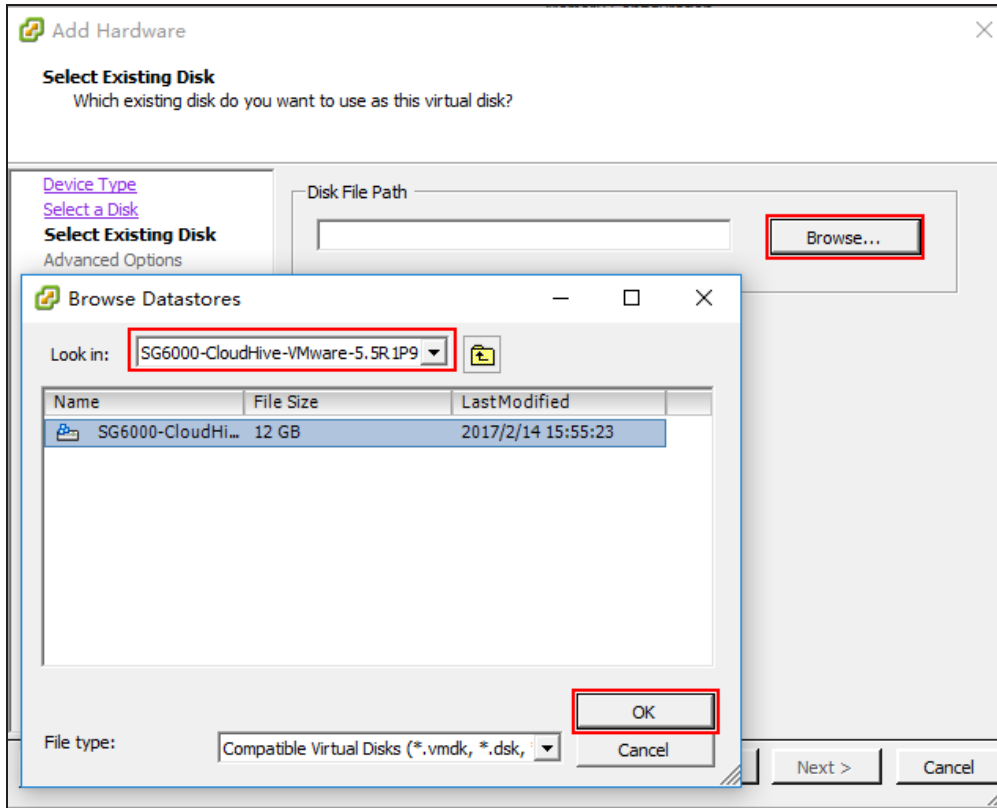 Add Hardware
Select Existing Disk
Which existing disk do you want to use as this virtual disk?
Device Type
Select a Disk
Select Existing Disk
Advanced Options
Disk File Path
Browse...
Browse Datastores
Look in: SG6000-CloudHive-VMware-5.5R1P9
Name File Size LastModified
SG6000-CloudHi... 12 GB 2017/2/14 15:55:23
OK
File type: Compatible Virtual Disks (*.vmdk, *.dsk,
Cancel
Next > Cancel